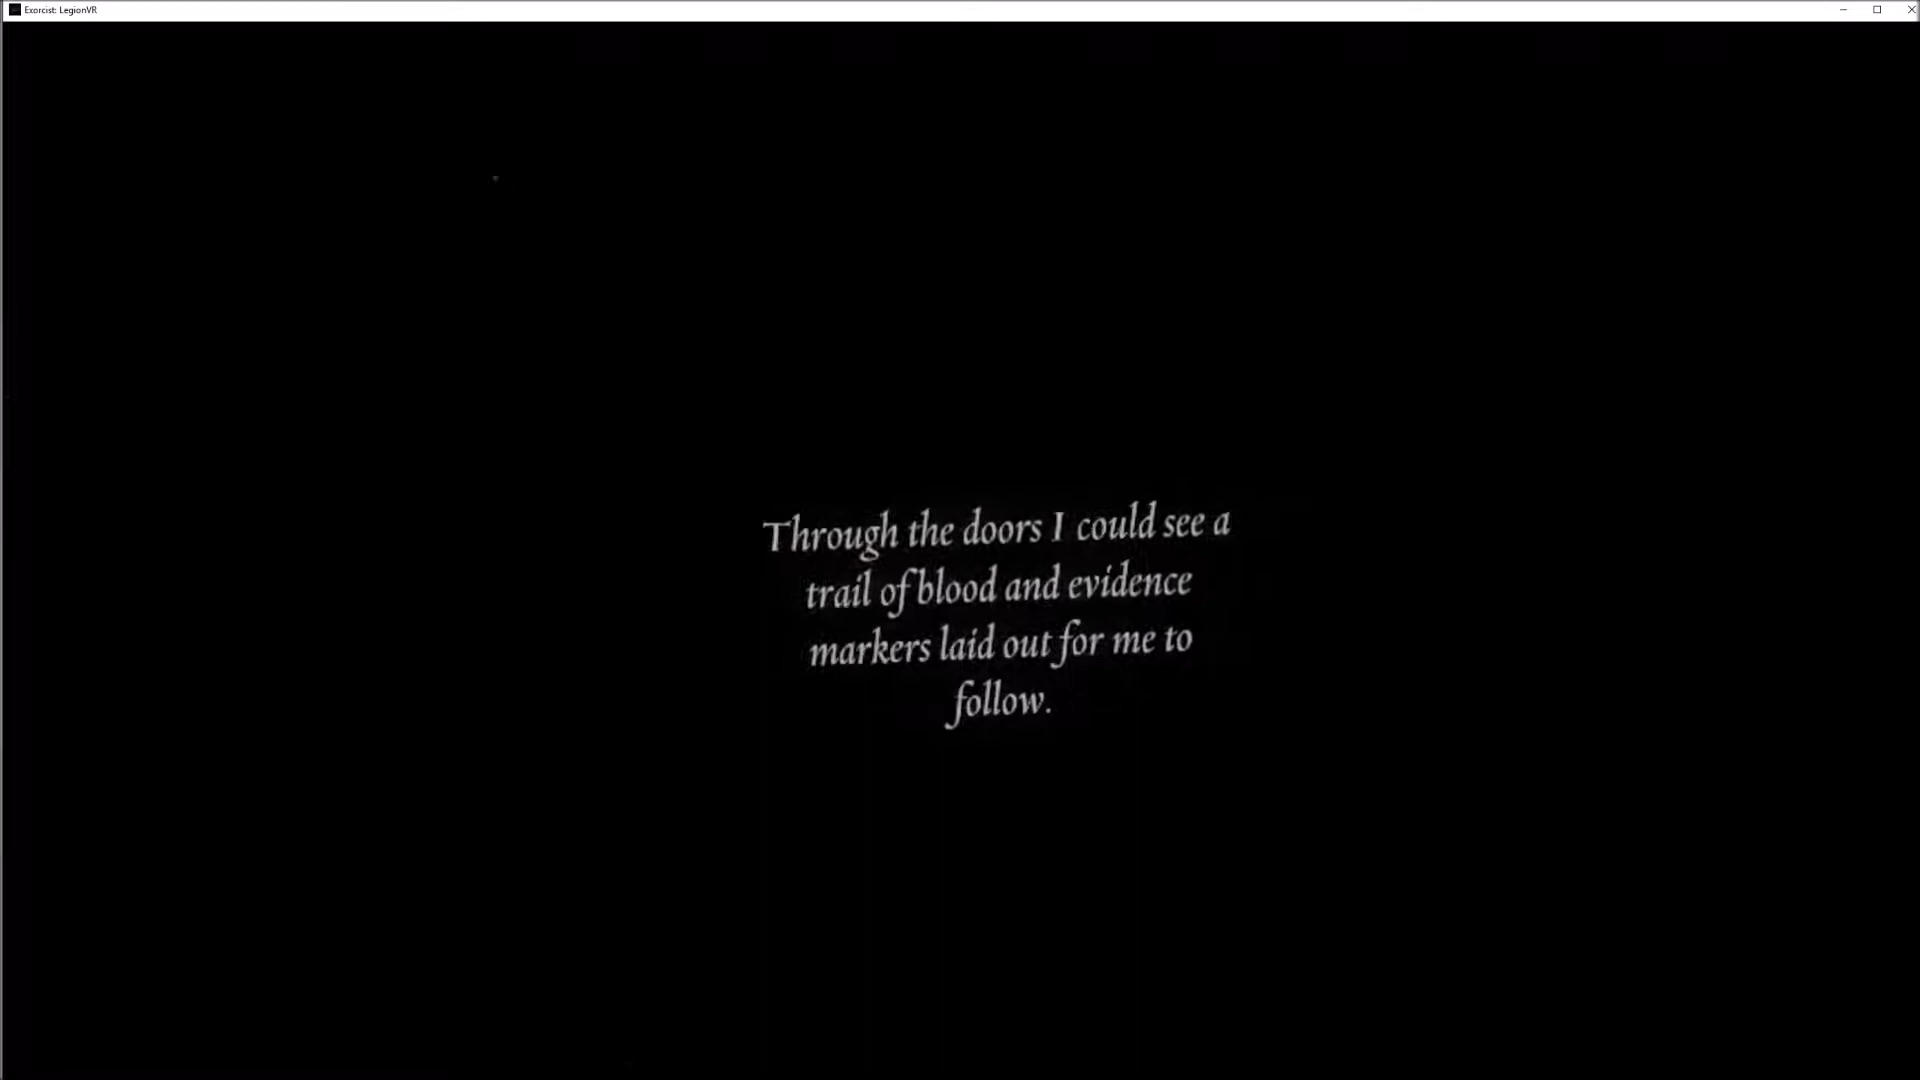 Exorcist: LegionVR
Through the doors I could see a
trail of blood and evidence
markers laid out for me to
follow.